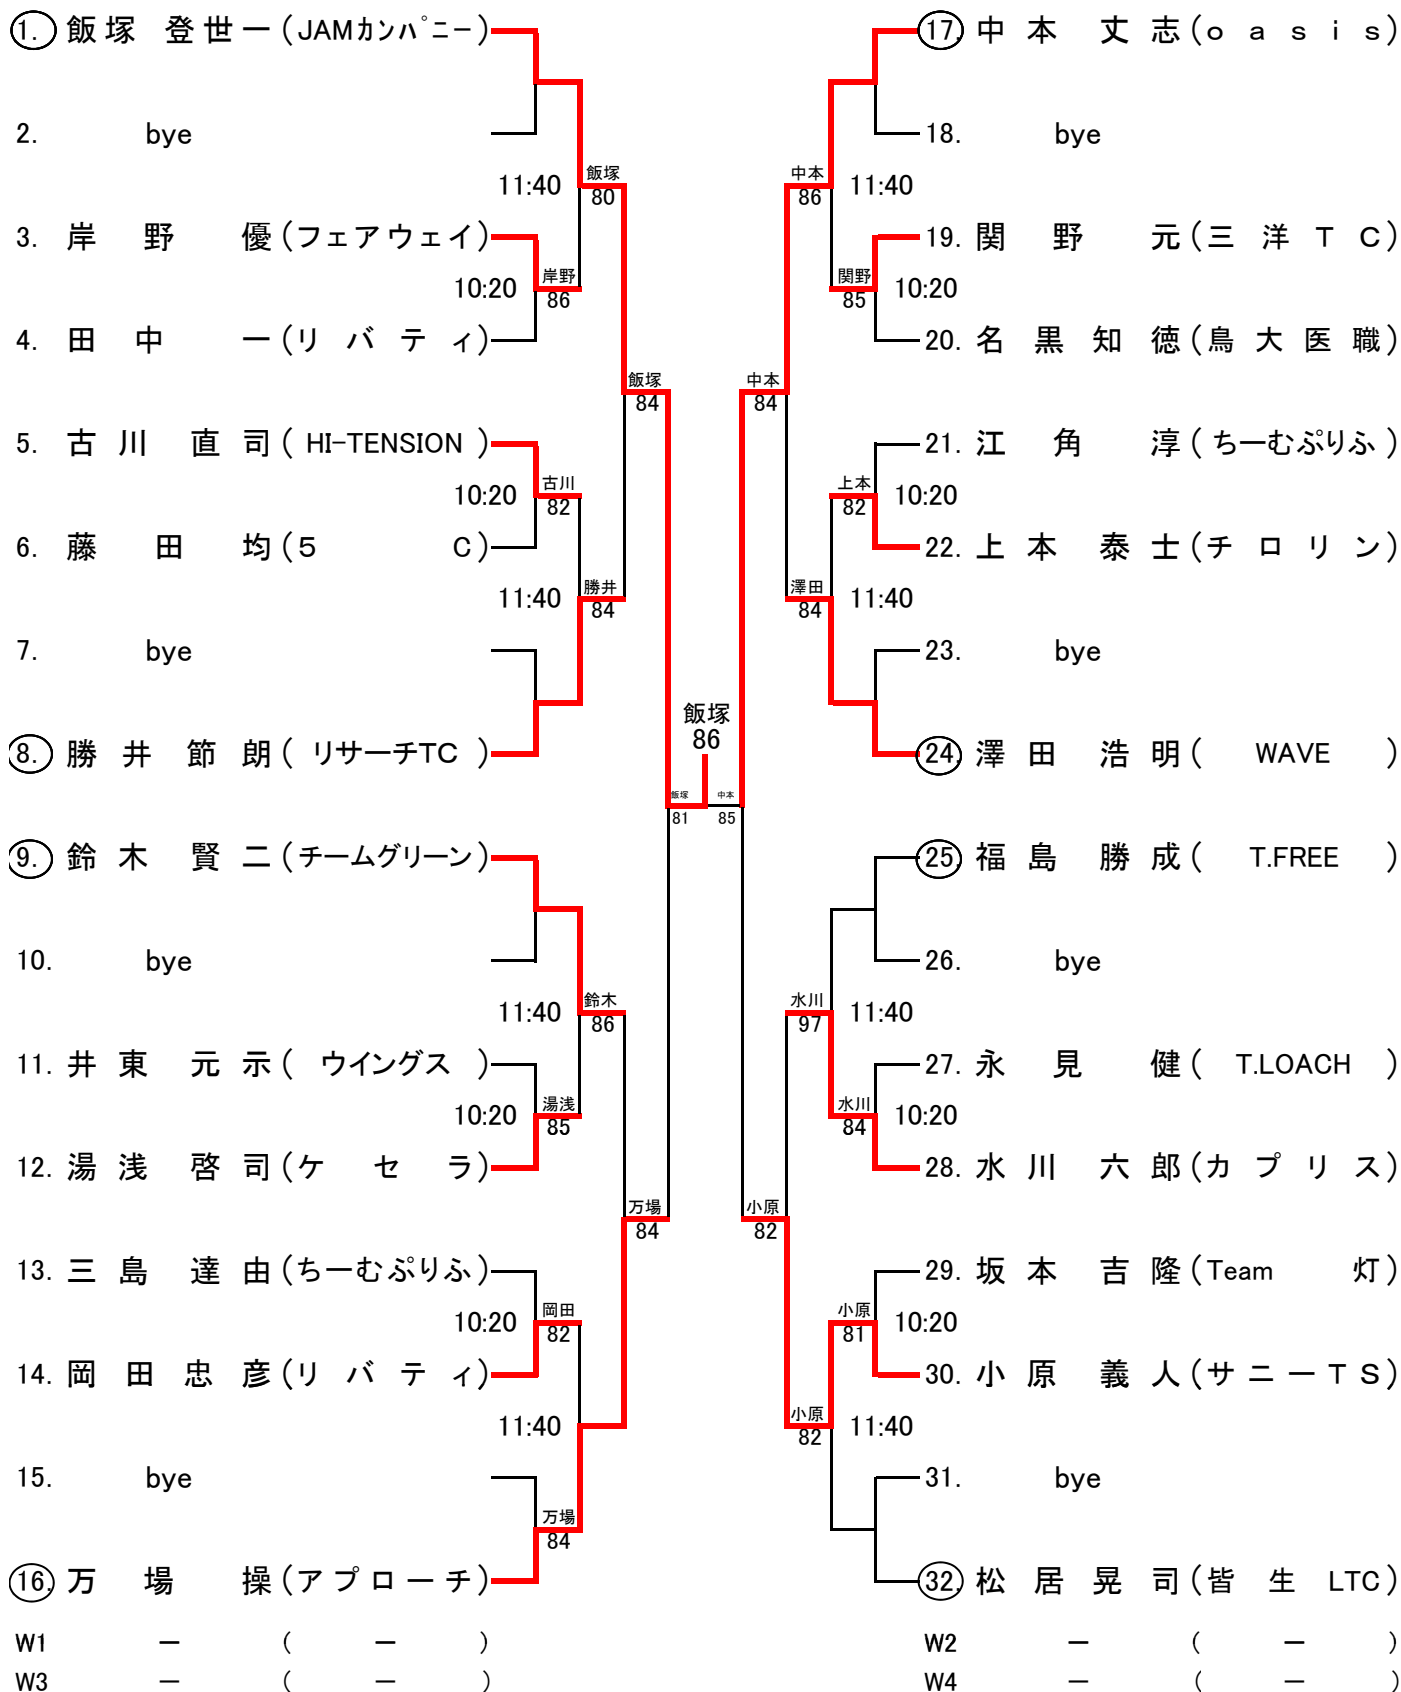 1. 飯塚 登世一 (JAMカンパニー)
2. bye
11:40 飯塚 80
3. 岸野 優 (フェアウェイ)
10:20 岸野 86
4. 田中 一 (リバティ)
飯塚 84
5. 古川 直司 (HI-TENSION)
10:20 古川 82
6. 藤田 均 (5C)
11:40 勝井 84
7. bye
8. 勝井 節朗 (リサーチTC)
飯塚 86
飯塚 81
9. 鈴木 賢二 (チームグリーン)
10. bye
11:40 鈴木 86
11. 井東 元示 (ウイングス)
10:20 湯浅 85
12. 湯浅 啓司 (ケセラ)
万場 84
13. 三島 達由 (ちーむぷりふ)
10:20 岡田 82
14. 岡田 忠彦 (リバティ)
11:40
15. bye
万場 84
16. 万場 操 (アプローチ)
W1 ー (ー)
W3 ー (ー)
17. 中本 丈志 (oasis)
18. bye
中本 86 11:40
19. 関野 元 (三洋TC)
関野 85 10:20
20. 名黒 知徳 (鳥大医職)
中本 84
21. 江角 淳 (ちーむぷりふ)
上本 82 10:20
22. 上本 泰士 (チロリン)
澤田 84 11:40
23. bye
24. 澤田 浩明 (WAVE)
中本 85
25. 福島 勝成 (T.FREE)
26. bye
水川 97 11:40
27. 永見 健 (T.LOACH)
水川 84 10:20
28. 水川 六郎 (カプリス)
小原 82
29. 坂本 吉隆 (Team 灯)
小原 81 10:20
30. 小原 義人 (サニーTS)
小原 82 11:40
31. bye
32. 松居 晃司 (皆生 LTC)
W2 ー (ー)
W4 ー (ー)